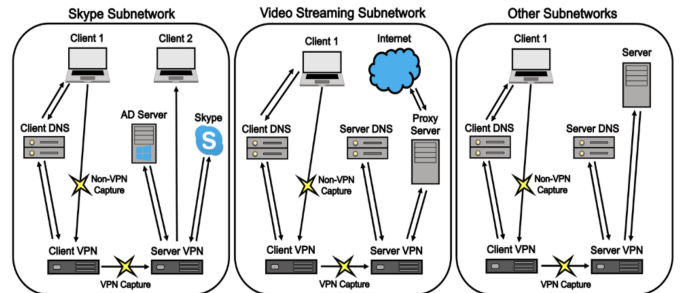 Skype Subnetwork
Client 1
Client 2
AD Server
Skype
S
Client DNS
Non-VPN
Capture
Client VPN
Server VPN
VPN Capture
Video Streaming Subnetwork
Client 1
Internet
Client DNS
Server DNS
Proxy
Server
Non-VPN
Capture
Client VPN
Server VPN
VPN Capture
Other Subnetworks
Client 1
Server
Client DNS
Server DNS
Non-VPN
Capture
Client VPN
Server VPN
VPN Capture